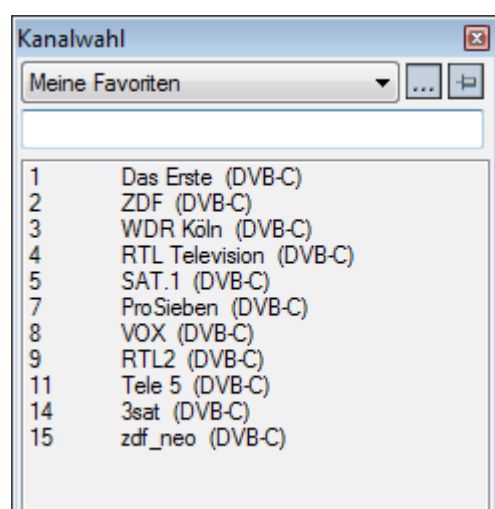 Kanalwahl
Meine Favoriten
...
1 Das Erste (DVB-C)
2 ZDF (DVB-C)
3 WDR Köln (DVB-C)
4 RTL Television (DVB-C)
5 SAT.1 (DVB-C)
7 ProSieben (DVB-C)
8 VOX (DVB-C)
9 RTL2 (DVB-C)
11 Tele 5 (DVB-C)
14 3sat (DVB-C)
15 zdf_neo (DVB-C)